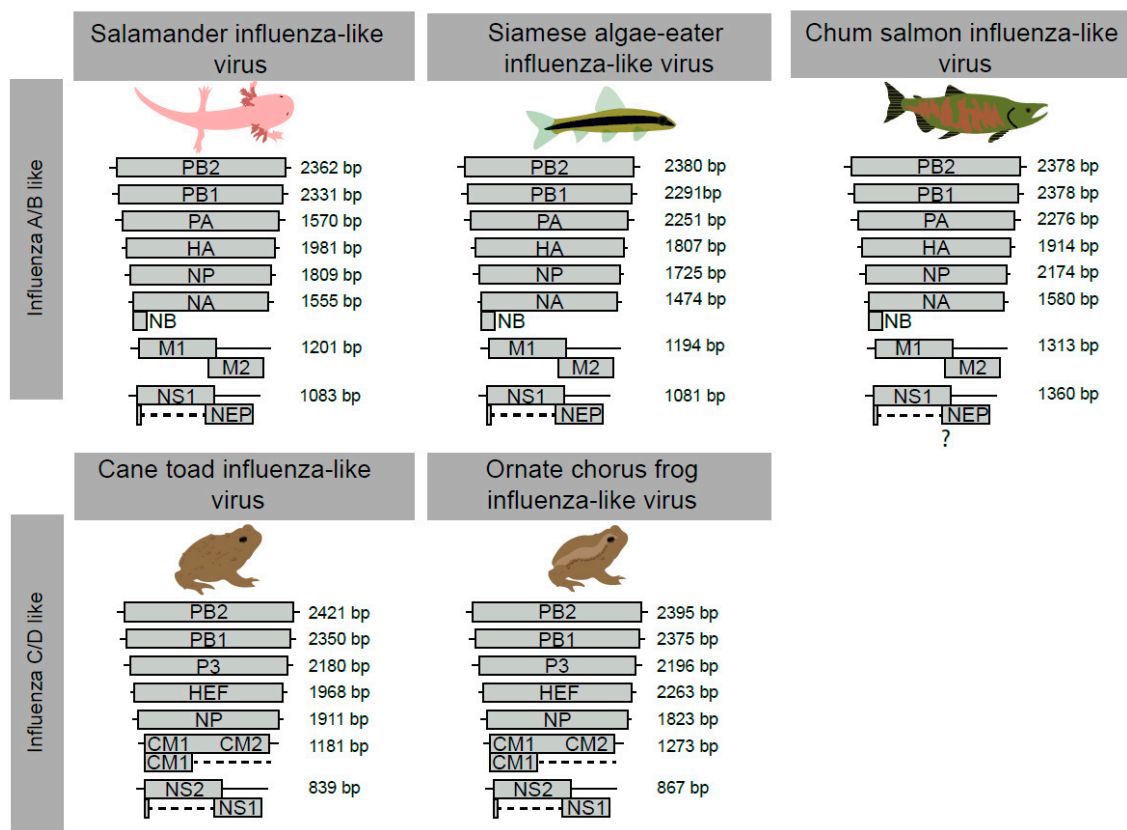 Salamander influenza-like
virus
Siamese algae-eater
influenza-like virus
Chum salmon influenza-like
virus
Influenza A/B like
PB2 2362 bp
PB1 2331 bp
PA 1570 bp
HA 1981 bp
NP 1809 bp
NA 1555 bp
NB
M1 1201 bp
M2
NS1 1083 bp
NEP
PB2 2380 bp
PB1 2291bp
PA 2251 bp
HA 1807 bp
NP 1725 bp
NA 1474 bp
NB
M1 1194 bp
M2
NS1 1081 bp
NEP
PB2 2378 bp
PB1 2378 bp
PA 2276 bp
HA 1914 bp
NP 2174 bp
NA 1580 bp
NB
M1 1313 bp
M2
NS1 1360 bp
NEP
?
Cane toad influenza-like
virus
Ornate chorus frog
influenza-like virus
Influenza C/D like
PB2 2421 bp
PB1 2350 bp
P3 2180 bp
HEF 1968 bp
NP 1911 bp
CM1 CM2 1181 bp
CM1
NS2 839 bp
NS1
PB2 2395 bp
PB1 2375 bp
P3 2196 bp
HEF 2263 bp
NP 1823 bp
CM1 CM2 1273 bp
CM1
NS2 867 bp
NS1